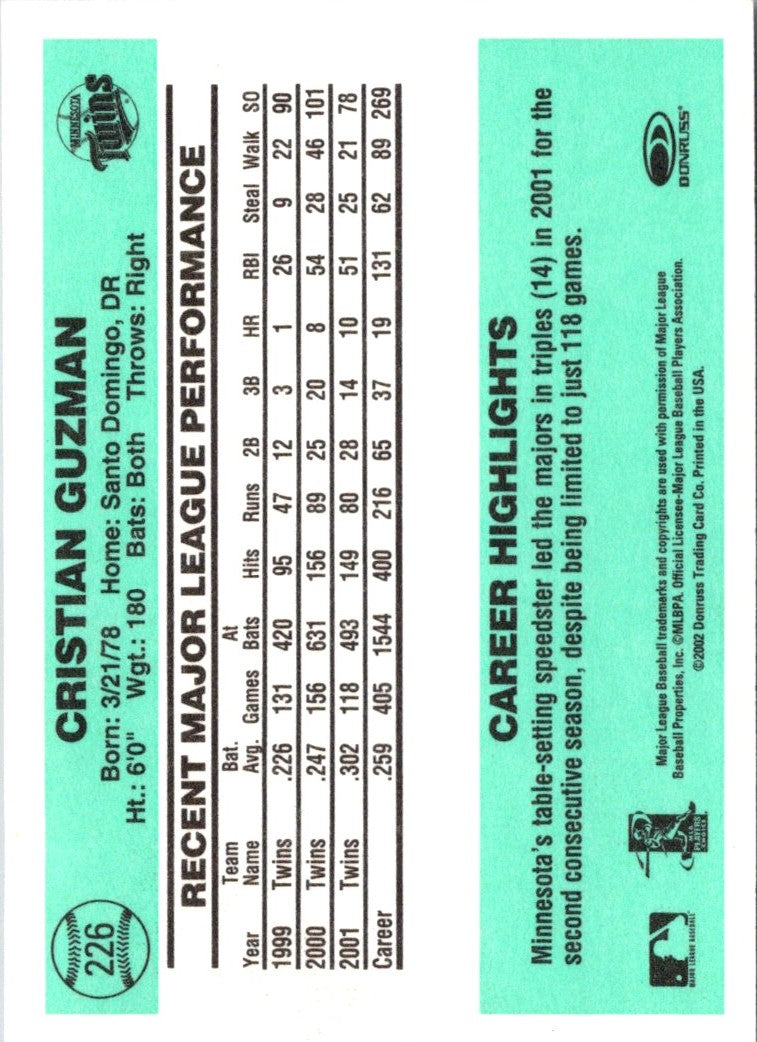 226
CRISTIAN GUZMAN
Born: 3/21/78 Home: Santo Domingo, DR
Ht.: 6'0" Wgt.: 180 Bats: Both Throws: Right
MINNESOTA
Twins
RECENT MAJOR LEAGUE PERFORMANCE
Team Bat. At
Year Name Avg. Games Bats Hits Runs 2B 3B HR RBI Steal Walk SO
1999 Twins .226 131 420 95 47 12 3 1 26 9 22 90
2000 Twins .247 156 631 156 89 25 20 8 54 28 46 101
2001 Twins .302 118 493 149 80 28 14 10 51 25 21 78
Career .259 405 1544 400 216 65 37 19 131 62 89 269
CAREER HIGHLIGHTS
Minnesota's table-setting speedster led the majors in triples (14) in 2001 for the
second consecutive season, despite being limited to just 118 games.
MAJOR LEAGUE BASEBALL
MLB
PLAYERS
CHOICE
Major League Baseball trademarks and copyrights are used with permission of Major League
Baseball Properties, Inc. ©MLBPA. Official Licensee-Major League Baseball Players Association.
©2002 Donruss Trading Card Co. Printed in the USA.
DONRUSS®